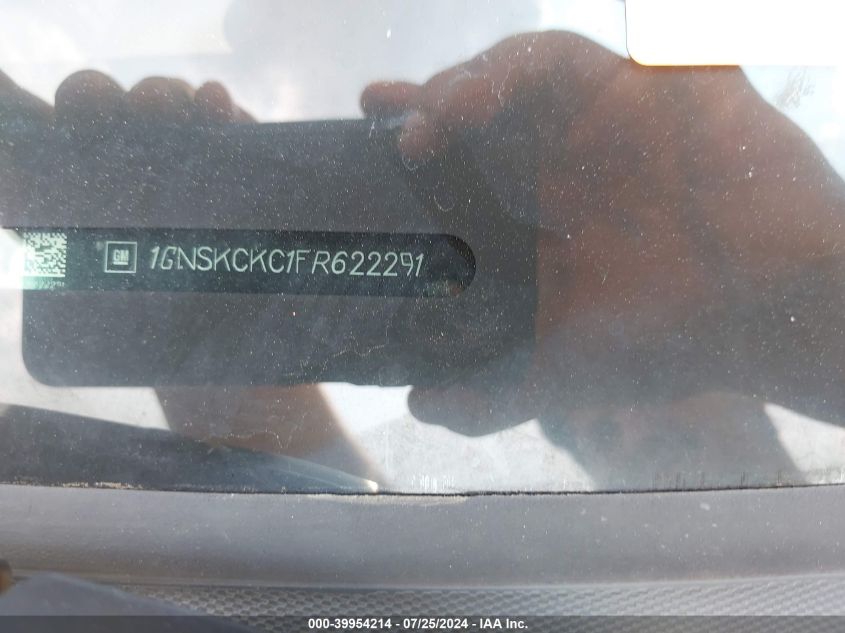 GM 1GNSKCKC1FR622291
000-39954214 - 07/25/2024 - IAA Inc.